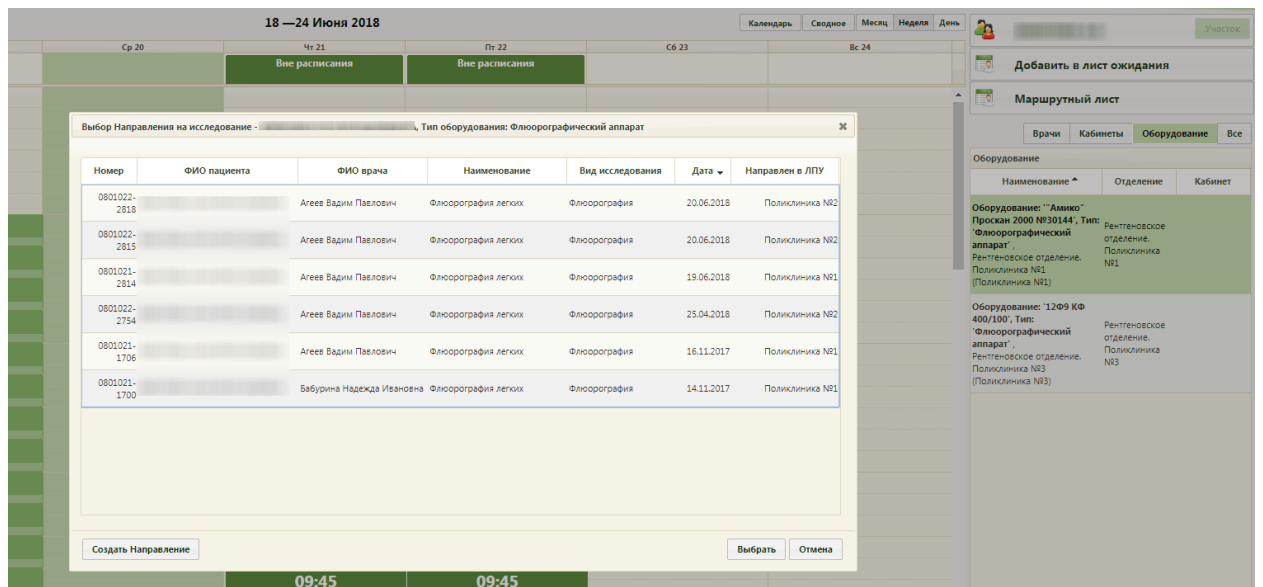 18 —24 Июня 2018
Календарь Сводное Месяц Неделя День
Участок
Ср 20 Чт 21 Пт 22 Сб 23 Вс 24
Вне расписания Вне расписания
Добавить в лист ожидания
Маршрутный лист
Врачи Кабинеты Оборудование Все
Выбор Направления на исследование - , Тип оборудования: Флюорографический аппарат
Номер ФИО пациента ФИО врача Наименование Вид исследования Дата Направлен в ЛПУ
0801022-
2818 Агеев Вадим Павлович Флюорография легких Флюорография 20.06.2018 Поликлиника №2
0801022-
2815 Агеев Вадим Павлович Флюорография легких Флюорография 20.06.2018 Поликлиника №2
0801021-
2814 Агеев Вадим Павлович Флюорография легких Флюорография 19.06.2018 Поликлиника №1
0801022-
2754 Агеев Вадим Павлович Флюорография легких Флюорография 25.04.2018 Поликлиника №2
0801021-
1706 Агеев Вадим Павлович Флюорография легких Флюорография 16.11.2017 Поликлиника №1
0801021-
1700 Бабурина Надежда Ивановна Флюорография легких Флюорография 14.11.2017 Поликлиника №1
Создать Направление Выбрать Отмена
09:45 09:45
Оборудование
Наименование Отделение Кабинет
Оборудование: '"Амико"
Проскан 2000 №30144', Тип:
'Флюорографический
аппарат' ,
Рентгеновское отделение.
Поликлиника №1
(Поликлиника №1)
Рентгеновское
отделение.
Поликлиника
№1
Оборудование: '12Ф9 КФ
400/100', Тип:
'Флюорографический
аппарат' ,
Рентгеновское отделение.
Поликлиника №3
(Поликлиника №3)
Рентгеновское
отделение.
Поликлиника
№3